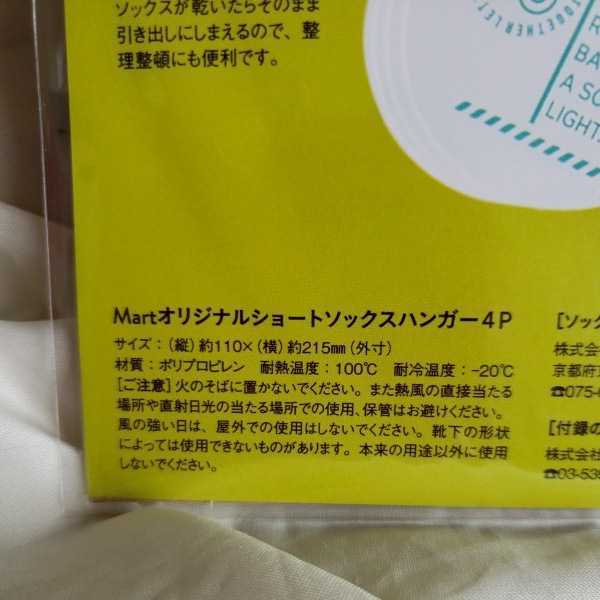 ソックスが乾いたらそのまま
引き出しにしまえるので、整
理整頓にも便利です。
TOGETHER LET
BA
A SO
LIGHT.
Martオリジナルショートソックスハンガー4P
サイズ：（縦）約110×（横）約215㎜（外寸）
材質：ポリプロピレン 耐熱温度：100℃ 耐冷温度：-20℃
［ご注意］火のそばに置かないでください。また熱風の直接当たる
場所や直射日光の当たる場所での使用、保管はお避けください。
風の強い日は、屋外での使用はしないでください。靴下の形状
によっては使用できないものがあります。本来の用途以外に使用
しないでください。
［ソック
株式会社
京都府京
☎075-6
［付録の
株式会社
☎03-539